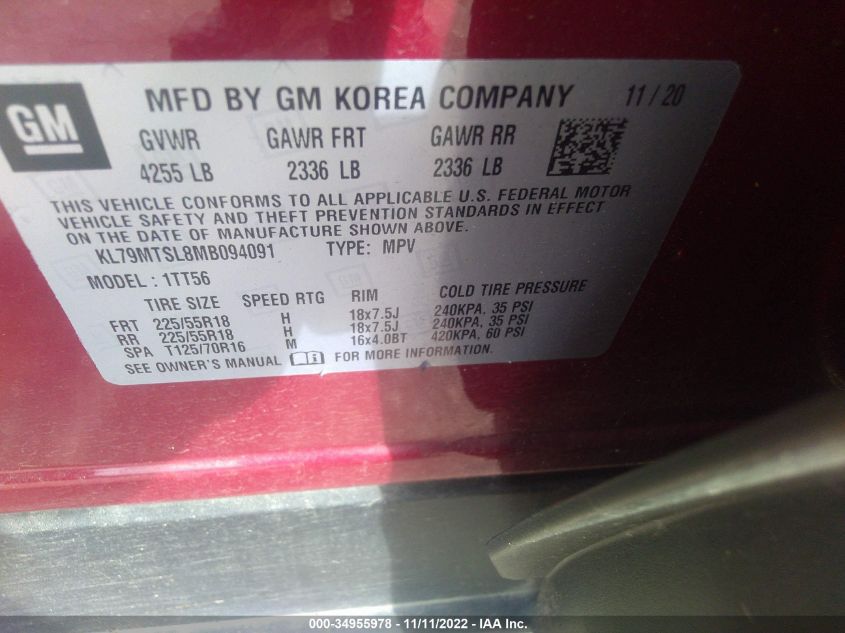 GM
MFD BY GM KOREA COMPANY 11/20
GVWR GAWR FRT GAWR RR
4255 LB 2336 LB 2336 LB
THIS VEHICLE CONFORMS TO ALL APPLICABLE U.S. FEDERAL MOTOR
VEHICLE SAFETY AND THEFT PREVENTION STANDARDS IN EFFECT
ON THE DATE OF MANUFACTURE SHOWN ABOVE.
KL79MTSL8MB094091 TYPE: MPV
MODEL : 1TT56
TIRE SIZE SPEED RTG RIM COLD TIRE PRESSURE
FRT 225/55R18 H 18x7.5J 240KPA, 35 PSI
RR 225/55R18 H 18x7.5J 240KPA, 35 PSI
SPA T125/70R16 M 16x4.0BT 420KPA, 60 PSI
SEE OWNER'S MANUAL i FOR MORE INFORMATION.
000-34955978 - 11/11/2022 - IAA Inc.